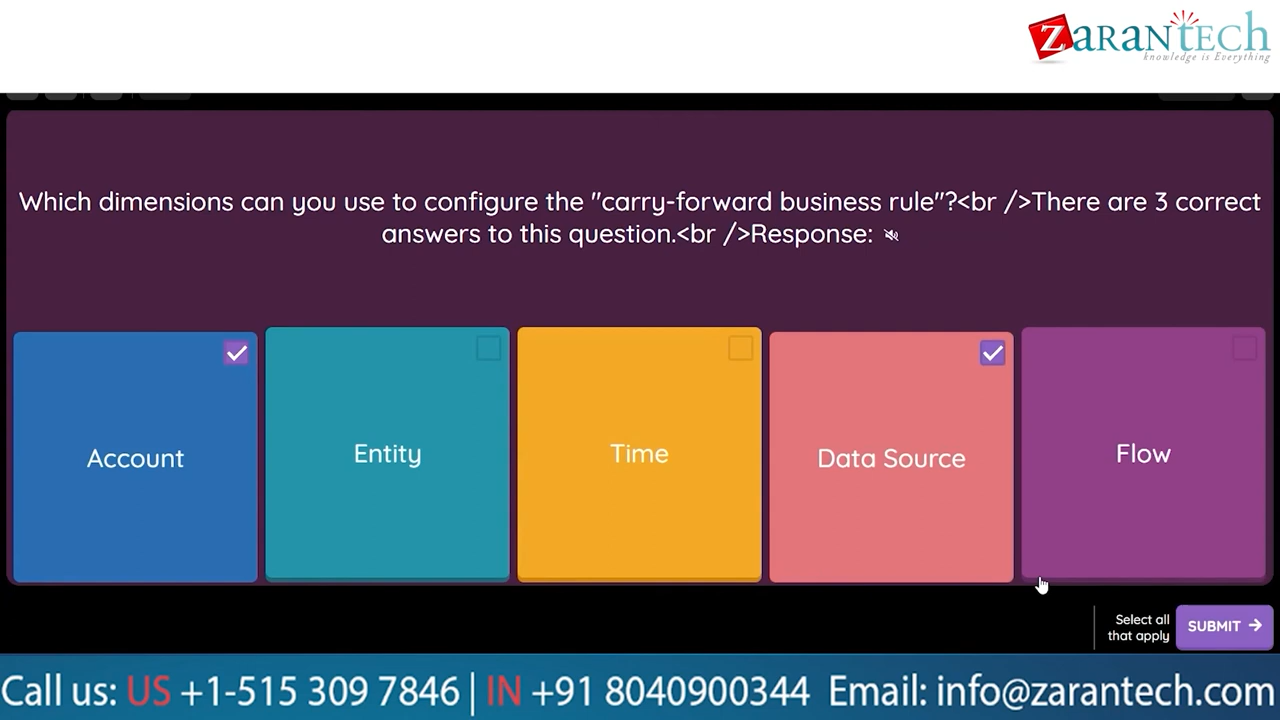 ZARANTECH
knowledge is Everything
Which dimensions can you use to configure the "carry-forward business rule"?<br />There are 3 correct
answers to this question.<br />Response:
Account
Entity
Time
Data Source
Flow
Select all
that apply
SUBMIT
Call us: US +1-515 309 7846 | IN +91 8040900344 Email: info@zarantech.com